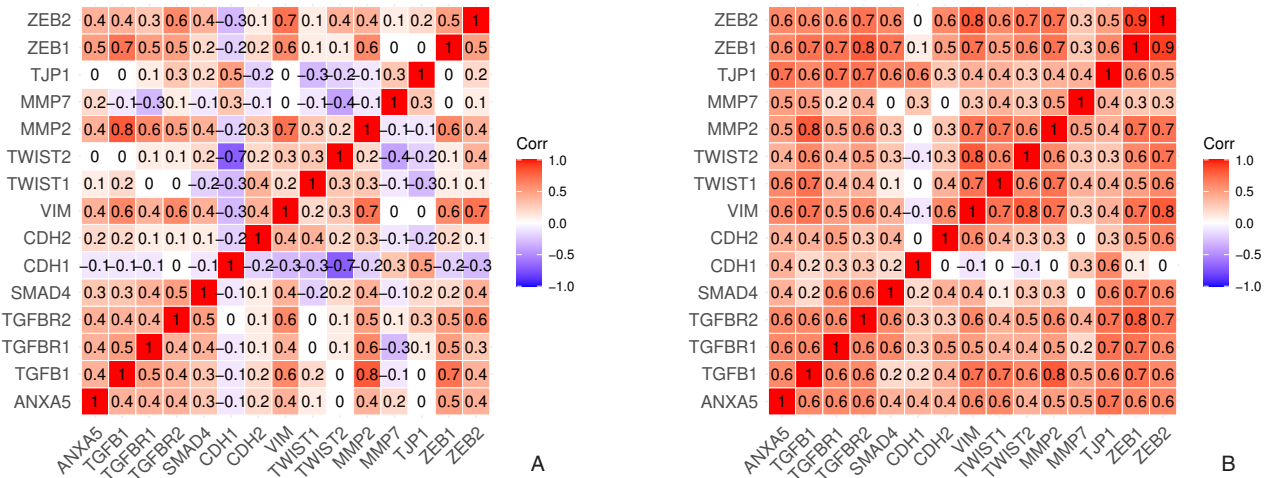 ZEB2 0.4 0.4 0.3 0.6 0.4 −0.3 0.1 0.7 0.1 0.4 0.4 0.1 0.2 0.5 1
ZEB1 0.5 0.7 0.5 0.5 0.2 −0.2 0.2 0.6 0.1 0.1 0.6 0 0 1 0.5
TJP1 0 0 0.1 0.3 0.2 0.5 −0.2 0 −0.3 −0.2 −0.1 0.3 1 0 0.2
MMP7 0.2 −0.1 −0.3 0.1 −0.1 0.3 −0.1 0 −0.1 −0.4 −0.1 1 0.3 0 0.1
MMP2 0.4 0.8 0.6 0.5 0.4 −0.2 0.3 0.7 0.3 0.2 1 −0.1 −0.1 0.6 0.4
TWIST2 0 0 0.1 0.1 0.2 −0.7 0.2 0.3 0.3 1 0.2 −0.4 −0.2 0.1 0.4
TWIST1 0.1 0.2 0 0 −0.2 −0.3 0.4 0.2 1 0.3 0.3 −0.1 −0.3 0.1 0.1
VIM 0.4 0.6 0.4 0.6 0.4 −0.3 0.4 1 0.2 0.3 0.7 0 0 0.6 0.7
CDH2 0.2 0.2 0.1 0.1 0.1 −0.2 1 0.4 0.4 0.2 0.3 −0.1 −0.2 0.2 0.1
CDH1 −0.1 −0.1 −0.1 0 −0.1 1 −0.2 −0.3 −0.3 −0.7 −0.2 0.3 0.5 −0.2 −0.3
SMAD4 0.3 0.3 0.4 0.5 1 −0.1 0.1 0.4 −0.2 0.2 0.4 −0.1 0.2 0.2 0.4
TGFBR2 0.4 0.4 0.4 1 0.5 0 0.1 0.6 0 0.1 0.5 0.1 0.3 0.5 0.6
TGFBR1 0.4 0.5 1 0.4 0.4 −0.1 0.1 0.4 0 0.1 0.6 −0.3 0.1 0.5 0.3
TGFB1 0.4 1 0.5 0.4 0.3 −0.1 0.2 0.6 0.2 0 0.8 −0.1 0 0.7 0.4
ANXA5 1 0.4 0.4 0.4 0.3 −0.1 0.2 0.4 0.1 0 0.4 0.2 0 0.5 0.4
ANXA5 TGFB1 TGFBR1 TGFBR2 SMAD4 CDH1 CDH2 VIM TWIST1 TWIST2 MMP2 MMP7 TJP1 ZEB1 ZEB2
Corr
1.0
0.5
0.0
−0.5
−1.0
A
ZEB2 0.6 0.6 0.6 0.7 0.6 0 0.6 0.8 0.6 0.7 0.7 0.3 0.5 0.9 1
ZEB1 0.6 0.7 0.7 0.8 0.7 0.1 0.5 0.7 0.5 0.6 0.7 0.3 0.6 1 0.9
TJP1 0.7 0.6 0.7 0.7 0.6 0.6 0.3 0.4 0.4 0.3 0.4 0.4 1 0.6 0.5
MMP7 0.5 0.5 0.2 0.4 0 0.3 0 0.3 0.4 0.3 0.5 1 0.4 0.3 0.3
MMP2 0.5 0.8 0.5 0.6 0.3 0 0.3 0.7 0.7 0.6 1 0.5 0.4 0.7 0.7
TWIST2 0.4 0.6 0.4 0.5 0.3 −0.1 0.3 0.8 0.6 1 0.6 0.3 0.3 0.6 0.7
TWIST1 0.6 0.7 0.4 0.4 0.1 0 0.4 0.7 1 0.6 0.7 0.4 0.4 0.5 0.6
VIM 0.6 0.7 0.5 0.6 0.4 −0.1 0.6 1 0.7 0.8 0.7 0.3 0.4 0.7 0.8
CDH2 0.4 0.4 0.5 0.3 0.4 0 1 0.6 0.4 0.3 0.3 0 0.3 0.5 0.6
CDH1 0.4 0.2 0.3 0.3 0.2 1 0 −0.1 0 −0.1 0 0.3 0.6 0.1 0
SMAD4 0.4 0.2 0.6 0.6 1 0.2 0.4 0.4 0.1 0.3 0.3 0 0.6 0.7 0.6
TGFBR2 0.6 0.6 0.6 1 0.6 0.3 0.3 0.6 0.4 0.5 0.6 0.4 0.7 0.8 0.7
TGFBR1 0.6 0.6 1 0.6 0.6 0.3 0.5 0.5 0.4 0.4 0.5 0.2 0.7 0.7 0.6
TGFB1 0.6 1 0.6 0.6 0.2 0.2 0.4 0.7 0.7 0.6 0.8 0.5 0.6 0.7 0.6
ANXA5 1 0.6 0.6 0.6 0.4 0.4 0.4 0.6 0.6 0.4 0.5 0.5 0.7 0.6 0.6
ANXA5 TGFB1 TGFBR1 TGFBR2 SMAD4 CDH1 CDH2 VIM TWIST1 TWIST2 MMP2 MMP7 TJP1 ZEB1 ZEB2
Corr
1.0
0.5
0.0
−0.5
−1.0
B